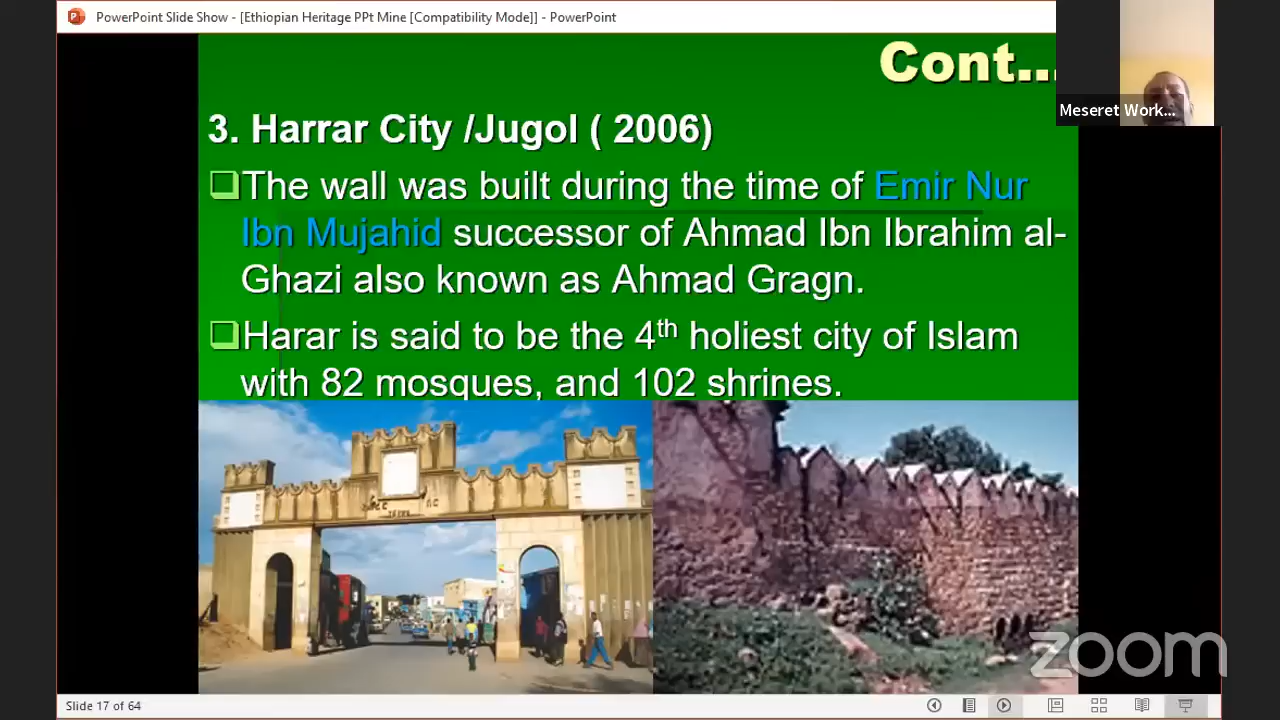 PowerPoint Slide Show - [Ethiopian Heritage PPt Mine [Compatibility Mode]] - PowerPoint
Cont...
Meseret Work...
3. Harrar City /Jugol ( 2006)
The wall was built during the time of Emir Nur
Ibn Mujahid successor of Ahmad Ibn Ibrahim al-
Ghazi also known as Ahmad Gragn.
Harar is said to be the 4th holiest city of Islam
with 82 mosques, and 102 shrines.
zoom
Slide 17 of 64